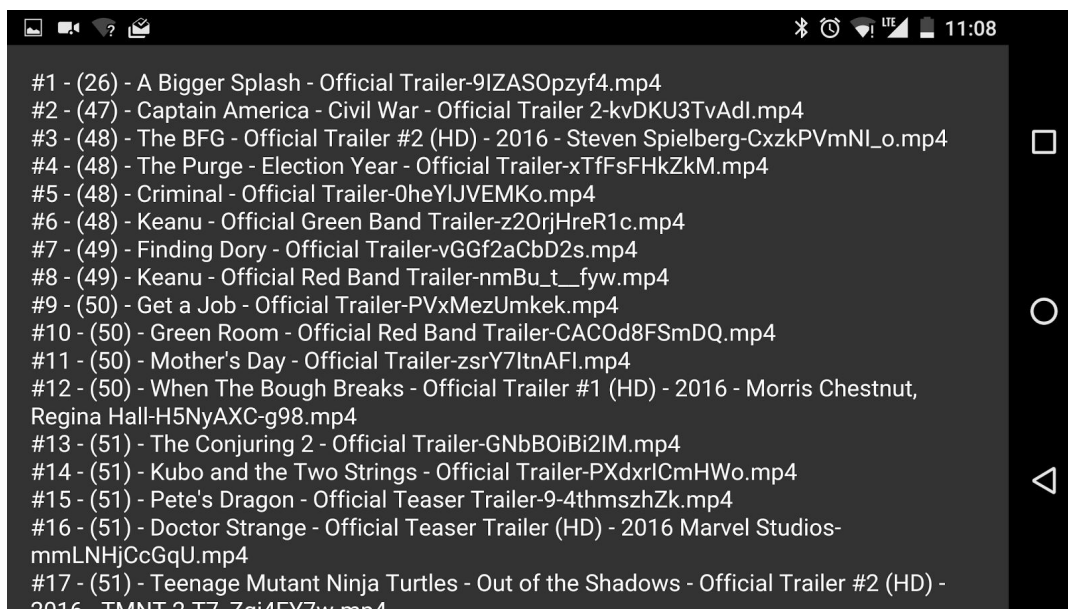 LTE 11:08
#1 - (26) - A Bigger Splash - Official Trailer-9IZASOpzyf4.mp4
#2 - (47) - Captain America - Civil War - Official Trailer 2-kvDKU3TvAdI.mp4
#3 - (48) - The BFG - Official Trailer #2 (HD) - 2016 - Steven Spielberg-CxzkPVmNI_o.mp4
#4 - (48) - The Purge - Election Year - Official Trailer-xTfFsFHkZkM.mp4
#5 - (48) - Criminal - Official Trailer-0heYlJVEMKo.mp4
#6 - (48) - Keanu - Official Green Band Trailer-z2OrjHreR1c.mp4
#7 - (49) - Finding Dory - Official Trailer-vGGf2aCbD2s.mp4
#8 - (49) - Keanu - Official Red Band Trailer-nmBu_t__fyw.mp4
#9 - (50) - Get a Job - Official Trailer-PVxMezUmkek.mp4
#10 - (50) - Green Room - Official Red Band Trailer-CACOd8FSmDQ.mp4
#11 - (50) - Mother's Day - Official Trailer-zsrY7ItnAFI.mp4
#12 - (50) - When The Bough Breaks - Official Trailer #1 (HD) - 2016 - Morris Chestnut,
Regina Hall-H5NyAXC-g98.mp4
#13 - (51) - The Conjuring 2 - Official Trailer-GNbBOiBi2IM.mp4
#14 - (51) - Kubo and the Two Strings - Official Trailer-PXdxrICmHWo.mp4
#15 - (51) - Pete's Dragon - Official Teaser Trailer-9-4thmszhZk.mp4
#16 - (51) - Doctor Strange - Official Teaser Trailer (HD) - 2016 Marvel Studios-
mmLNHjCcGqU.mp4
#17 - (51) - Teenage Mutant Ninja Turtles - Out of the Shadows - Official Trailer #2 (HD) -